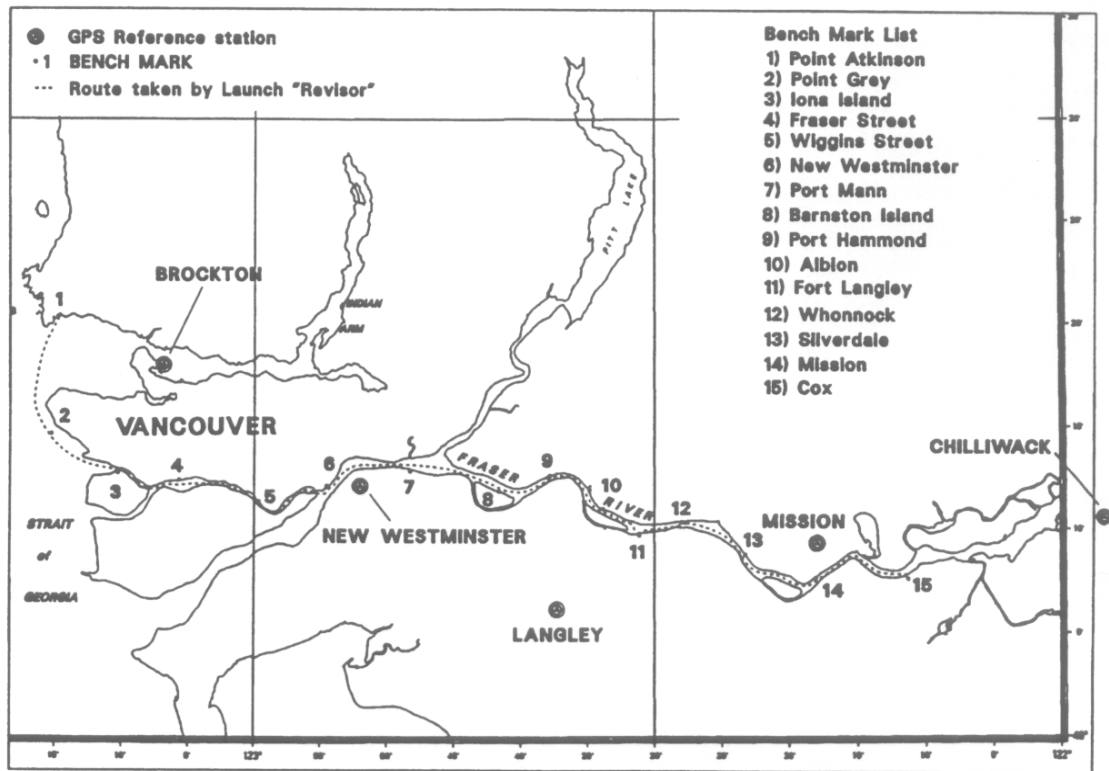 GPS Reference station
·1 BENCH MARK
Route taken by Launch "Revisor"
Bench Mark List
1) Point Atkinson
2) Point Grey
3) Iona Island
4) Fraser Street
5) Wiggins Street
6) New Westminster
7) Port Mann
8) Barnston Island
9) Port Hammond
10) Albion
11) Fort Langley
12) Whonnock
13) Silverdale
14) Mission
15) Cox
PITT LAKE
BROCKTON
1
INDIAN
ARM
2
VANCOUVER
CHILLIWACK
3
4
5
6
7
FRASER
8
9
10
RIVER
11
12
13
14
15
MISSION
STRAIT
of
GEORGIA
NEW WESTMINSTER
LANGLEY
123°
122°